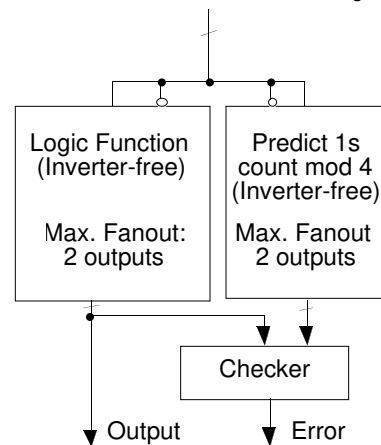 Logic Function
(Inverter-free)
Max. Fanout:
2 outputs
Predict 1s
count mod 4
(Inverter-free)
Max. Fanout
2 outputs
Checker
Output
Error